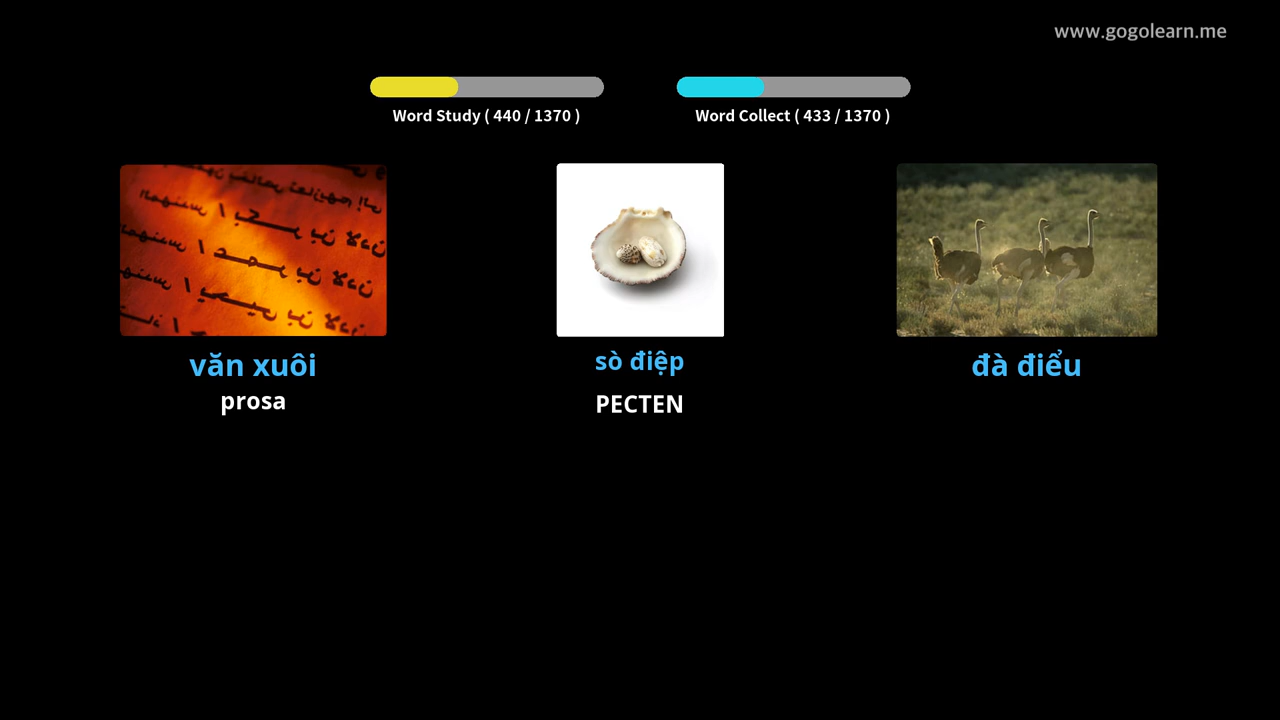 www.gogolearn.me
Word Study ( 440 / 1370 )
Word Collect ( 433 / 1370 )
văn xuôi
prosa
sò điệp
PECTEN
đà điểu